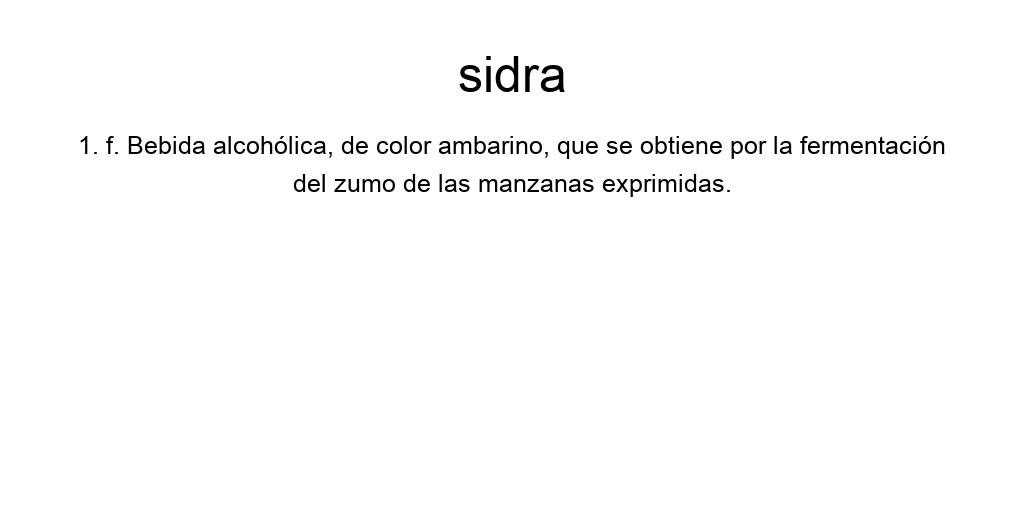 sidra
1. f. Bebida alcohólica, de color ambarino, que se obtiene por la fermentación
del zumo de las manzanas exprimidas.